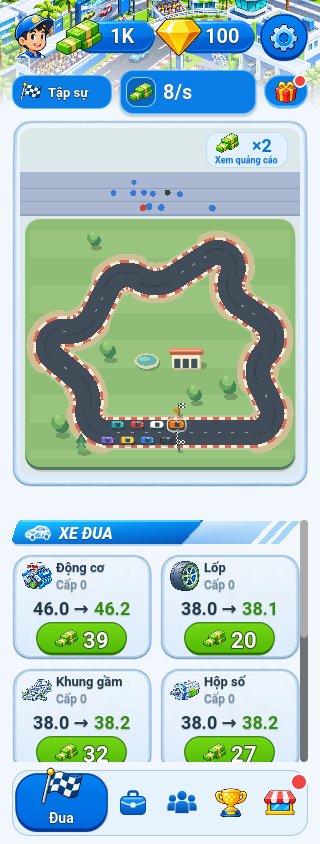 1K
100
Tập sự
8/s
×2
Xem quảng cáo
XE ĐUA
Động cơ
Cấp 0
46.0 → 46.2
39
Lốp
Cấp 0
38.0 → 38.1
20
Khung gầm
Cấp 0
38.0 → 38.2
32
Hộp số
Cấp 0
38.0 → 38.2
27
Đua